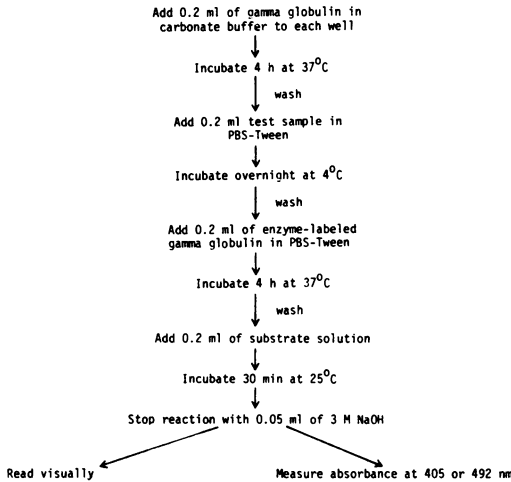 Add 0.2 ml of gamma globulin in
carbonate buffer to each well
Incubate 4 h at 37°C
wash
Add 0.2 ml test sample in
PBS-Tween
Incubate overnight at 4°C
wash
Add 0.2 ml of enzyme-labeled
gamma globulin in PBS-Tween
Incubate 4 h at 37°C
wash
Add 0.2 ml of substrate solution
Incubate 30 min at 25°C
Stop reaction with 0.05 ml of 3 M NaOH
Read visually
Measure absorbance at 405 or 492 nm